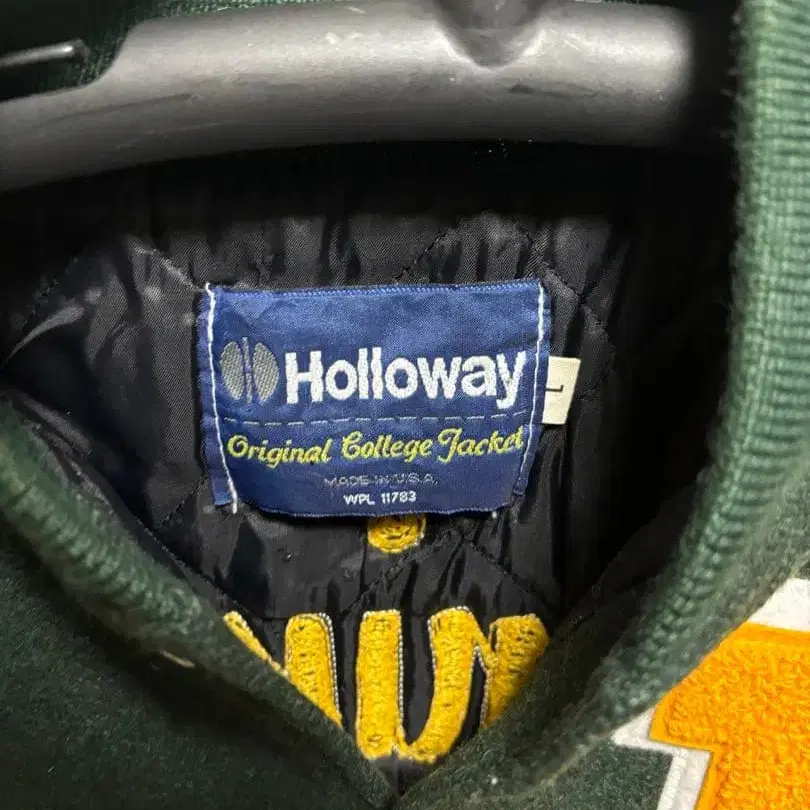 Holloway
L
Original College Jacket
MADE IN U.S.A.
WPL 11783